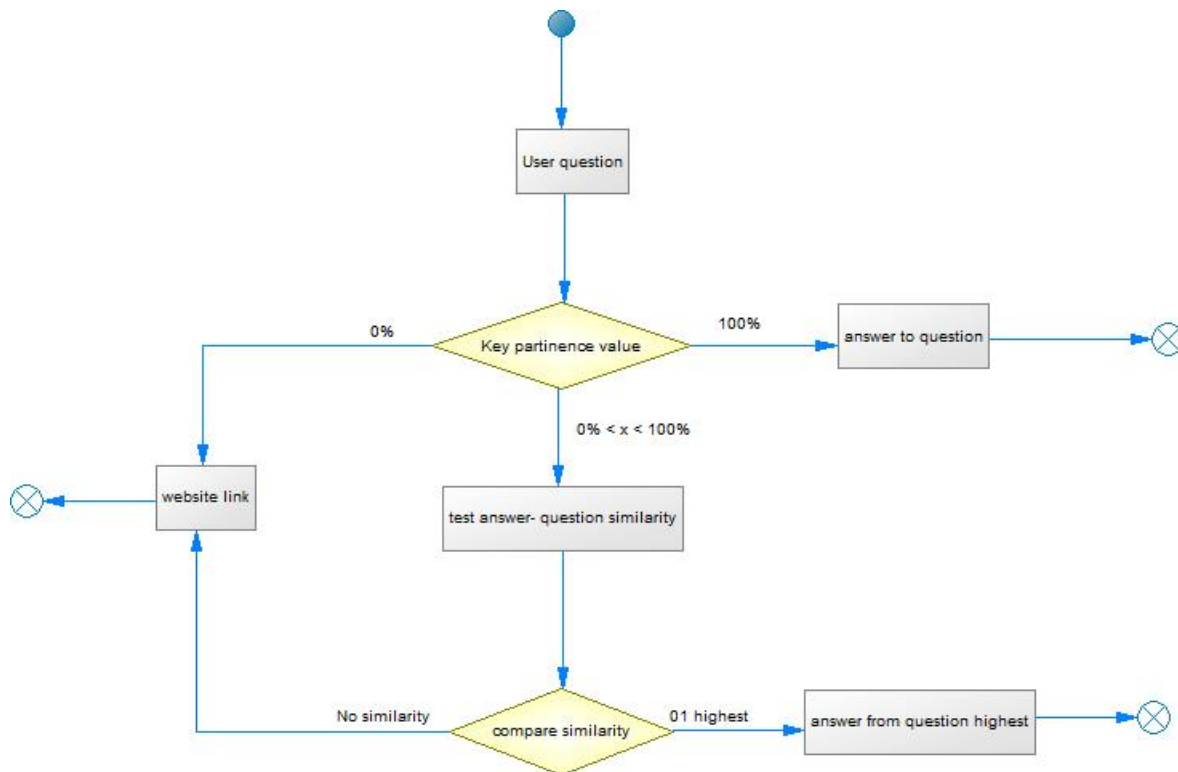 User question
0%
Key partinence value
100%
answer to question
0% < x < 100%
website link
test answer- question similarity
No similarity
compare similarity
01 highest
answer from question highest